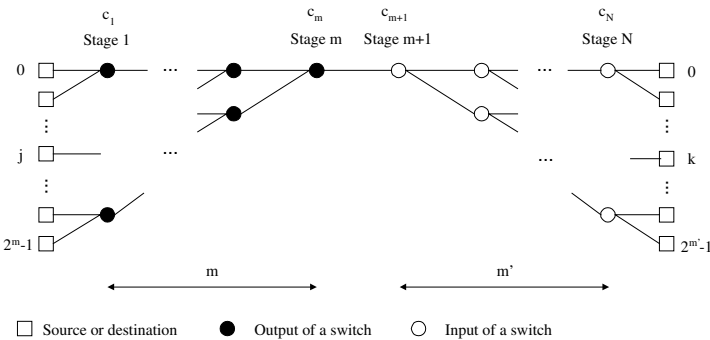 c₁ cₘ cₘ₊₁ c_N
Stage 1 Stage m Stage m+1 Stage N
0 ... ... 0
⋮ ⋮
j ... ... k
⋮ ⋮
2ᵐ-1 2ᵐ'-1
m m'
Source or destination Output of a switch Input of a switch